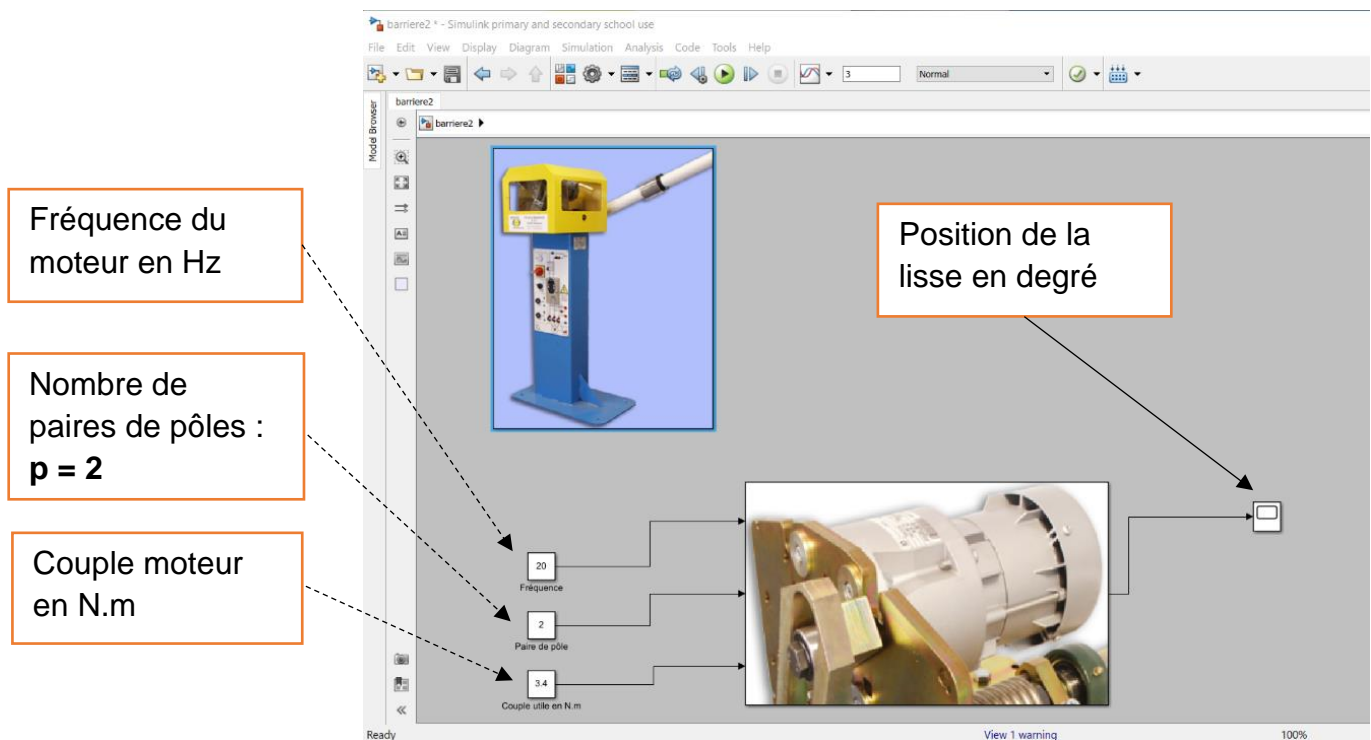 barriere2 * - Simulink primary and secondary school use
File Edit View Display Diagram Simulation Analysis Code Tools Help
3
Normal
barriere2
Model Browser
barriere2
Fréquence du
moteur en Hz
Position de la
lisse en degré
Nombre de
paires de pôles :
p = 2
Couple moteur
en N.m
20
Fréquence
2
Paire de pôle
3.4
Couple utile en N.m
Ready
View 1 warning
100%